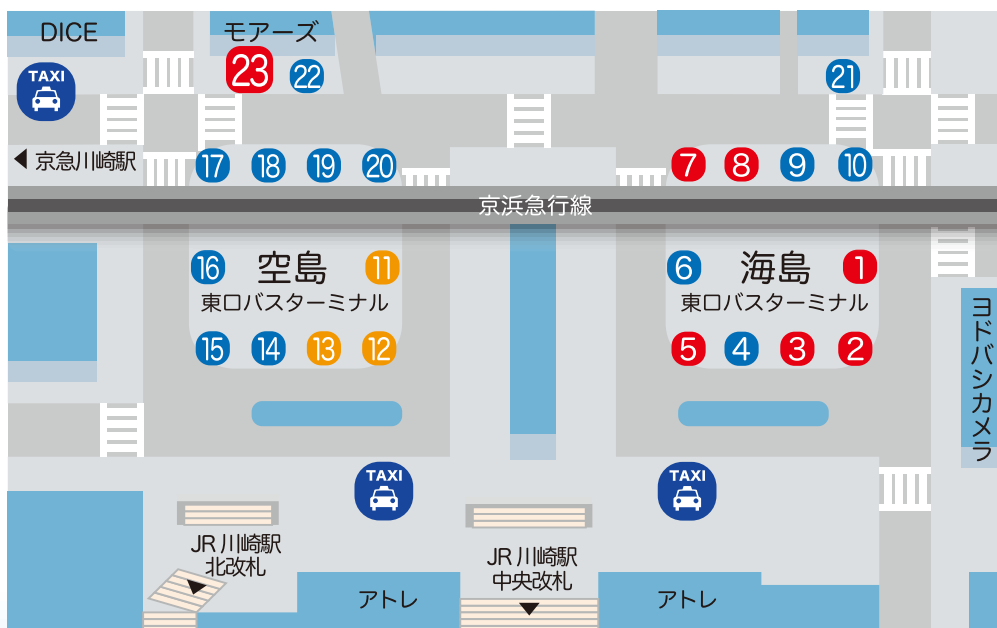 DICE
モアーズ
TAXI
23
22
21
京急川崎駅
17
18
19
20
7
8
9
10
京浜急行線
16
空島
11
東口バスターミナル
15
14
13
12
6
海島
1
東口バスターミナル
5
4
3
2
ヨドバシカメラ
TAXI
TAXI
JR川崎駅
北改札
JR川崎駅
中央改札
アトレ
アトレ